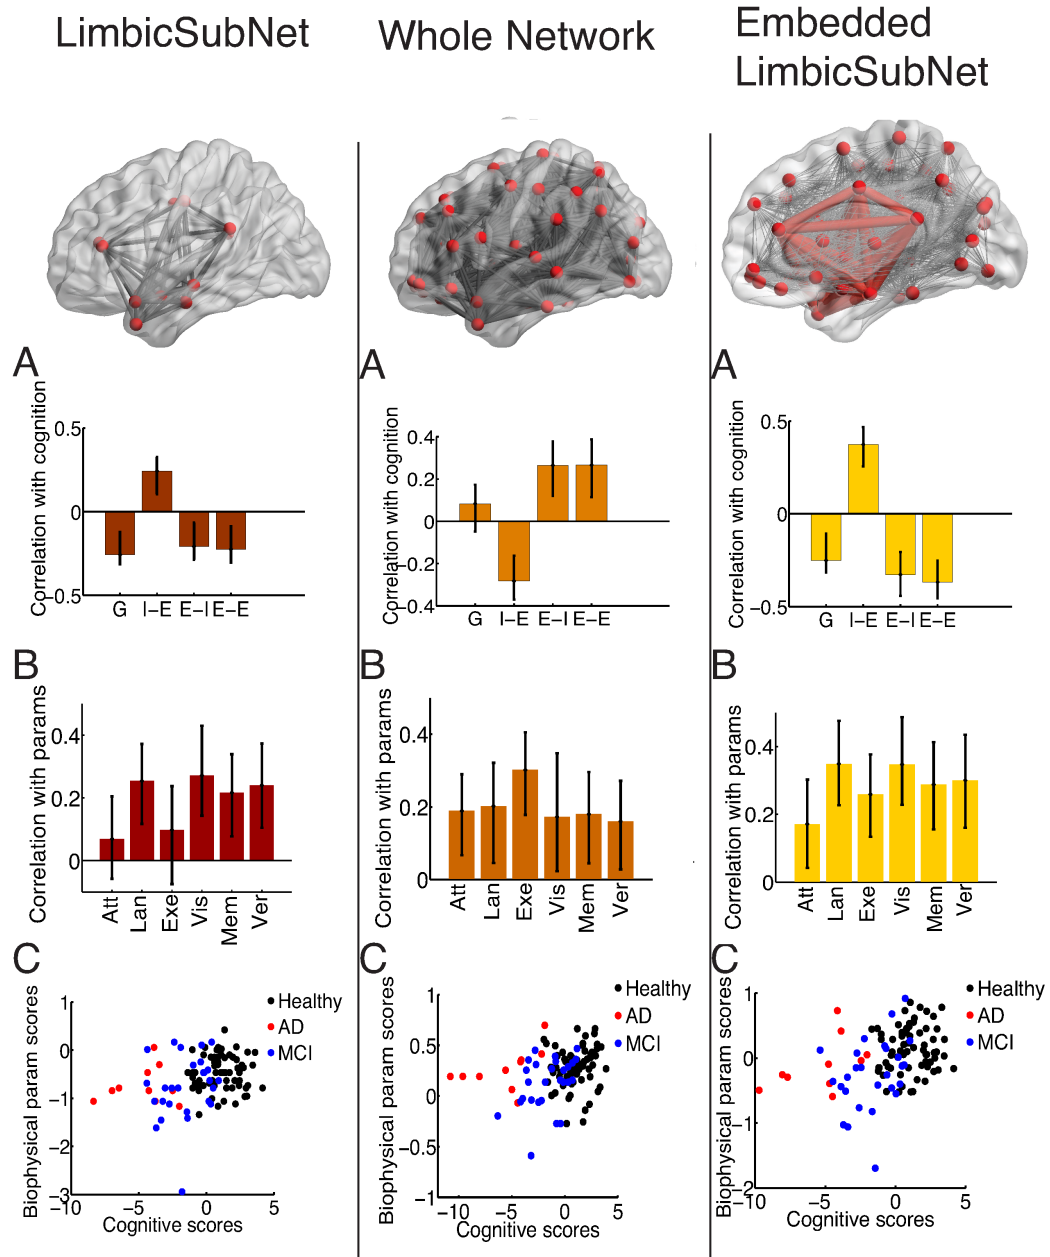 LimbicSubNet
Whole Network
Embedded
LimbicSubNet
A
Correlation with cognition
0.5
0
−0.5
G I−E E−I E−E
A
Correlation with cognition
0.4
0.2
0
−0.2
−0.4
G I−E E−I E−E
A
Correlation with cognition
0.5
0
−0.5
G I−E E−I E−E
B
Correlation with params
0.4
0.2
0
Att Lan Exe Vis Mem Ver
B
Correlation with params
0.4
0.2
0
Att Lan Exe Vis Mem Ver
B
Correlation with params
0.4
0.2
0
Att Lan Exe Vis Mem Ver
C
Biophysical param scores
1
0
−1
−2
−3
−10 −5 0 5
Cognitive scores
Healthy
AD
MCI
C
Biophysical param scores
1
0.5
0
−0.5
−1
−10 −5 0 5
Cognitive scores
Healthy
AD
MCI
C
Biophysical param scores
1
0
−1
−2
−10 −5 0 5
Cognitive scores
Healthy
AD
MCI